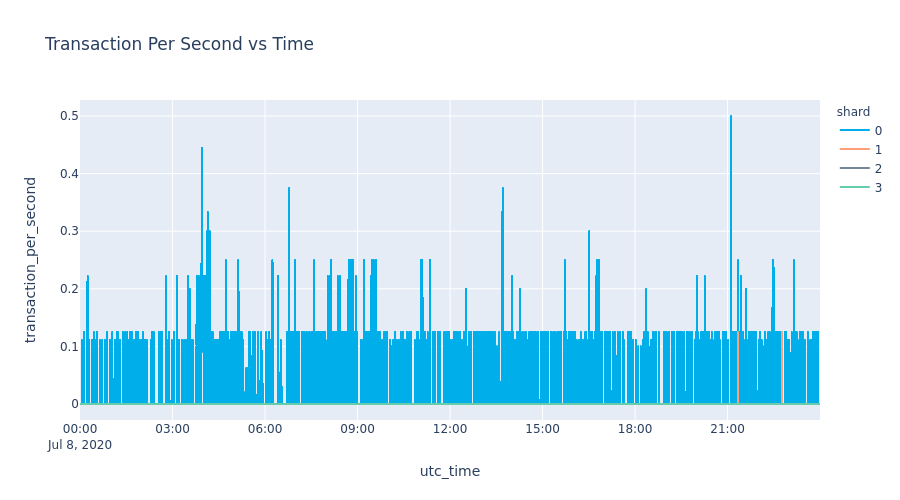 Transaction Per Second vs Time
shard
0
1
2
3
transaction_per_second
0.5
0.4
0.3
0.2
0.1
0
00:00 03:00 06:00 09:00 12:00 15:00 18:00 21:00
Jul 8, 2020
utc_time